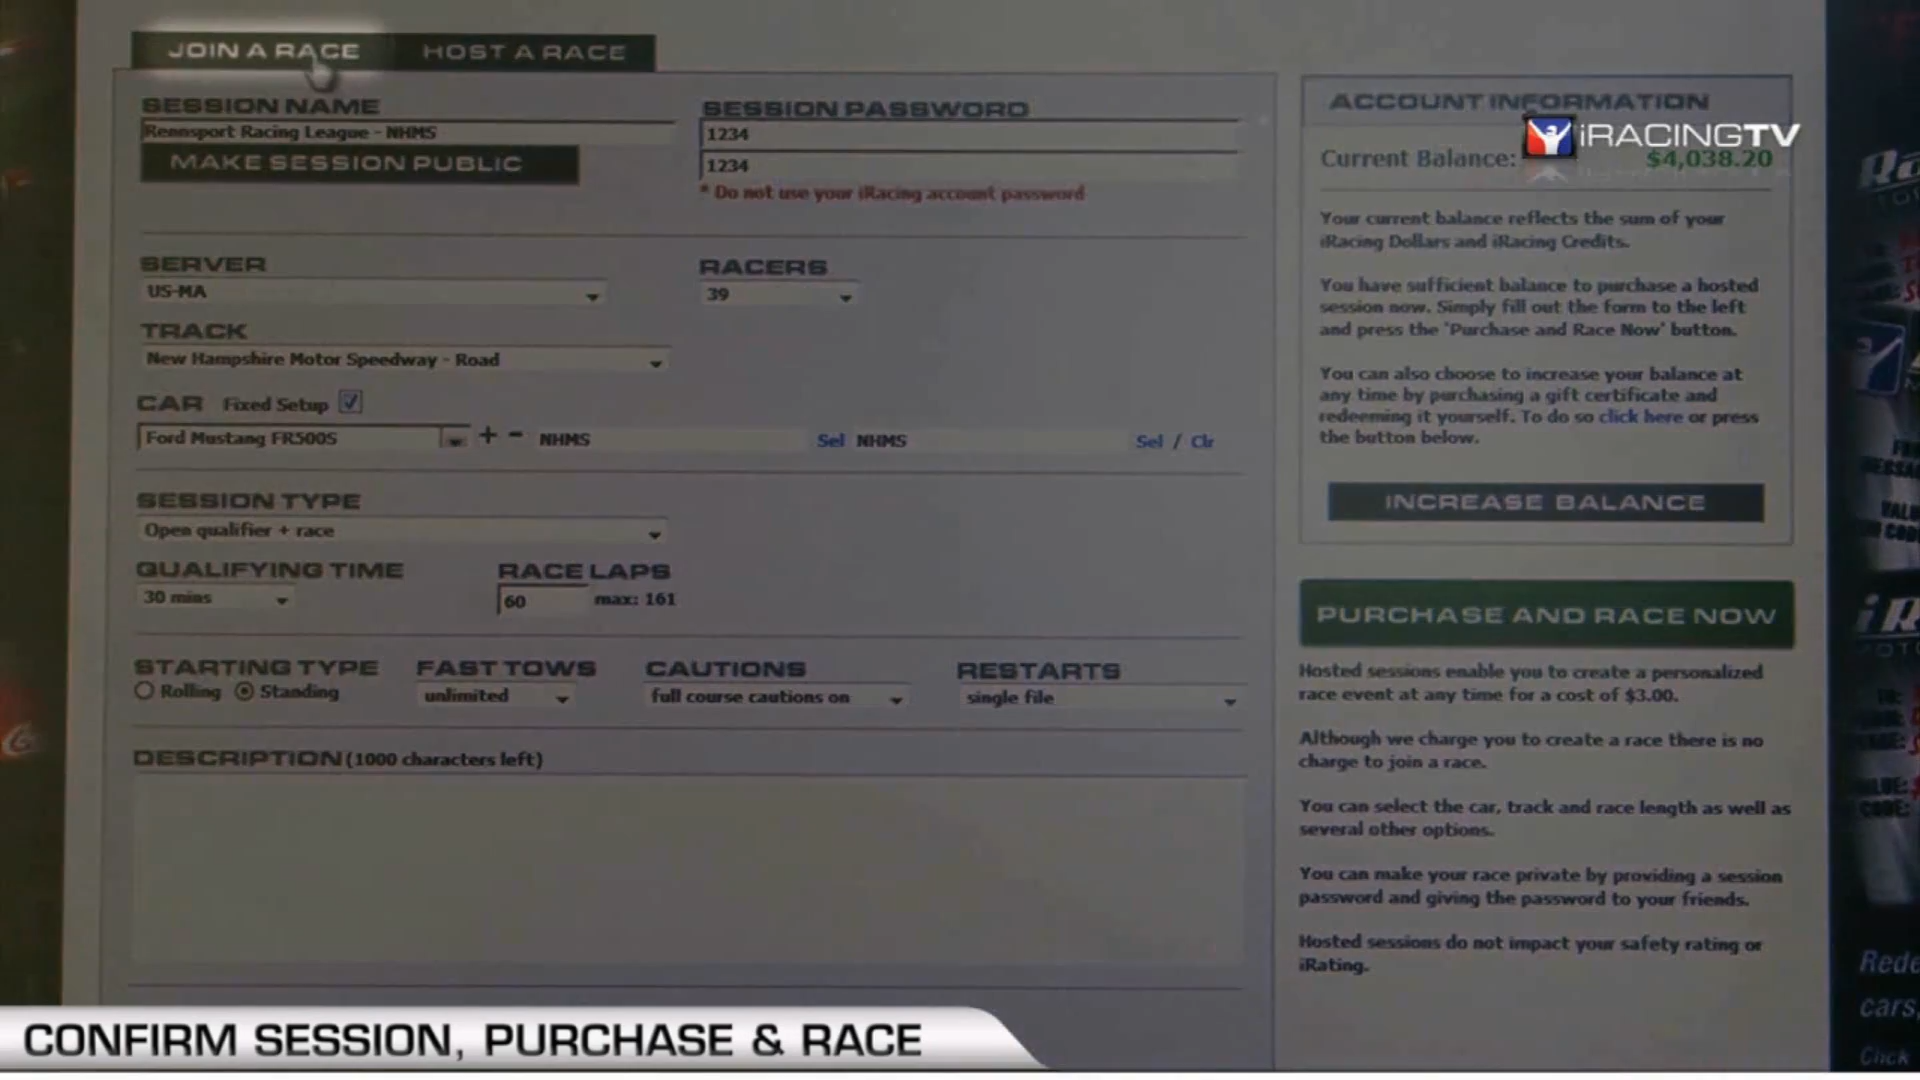 JOIN A RACE
HOST A RACE
SESSION NAME
Rennsport Racing League - NHMS
MAKE SESSION PUBLIC
SESSION PASSWORD
1234
1234
* Do not use your iRacing account password
SERVER
US-MA
RACERS
39
TRACK
New Hampshire Motor Speedway - Road
CAR Fixed Setup
Ford Mustang FR500S + - NHMS Sel NHMS Sel / Clr
SESSION TYPE
Open qualifier + race
QUALIFYING TIME
30 mins
RACE LAPS
60 max: 161
STARTING TYPE
Rolling Standing
FAST TOWS
unlimited
CAUTIONS
full course cautions on
RESTARTS
single file
DESCRIPTION (1000 characters left)
ACCOUNT INFORMATION
iRACINGTV
Current Balance: $4,038.20
Your current balance reflects the sum of your
iRacing Dollars and iRacing Credits.
You have sufficient balance to purchase a hosted
session now. Simply fill out the form to the left
and press the 'Purchase and Race Now' button.
You can also choose to increase your balance at
any time by purchasing a gift certificate and
redeeming it yourself. To do so click here or press
the button below.
INCREASE BALANCE
PURCHASE AND RACE NOW
Hosted sessions enable you to create a personalized
race event at any time for a cost of $3.00.
Although we charge you to create a race there is no
charge to join a race.
You can select the car, track and race length as well as
several other options.
You can make your race private by providing a session
password and giving the password to your friends.
Hosted sessions do not impact your safety rating or
iRating.
cars,
Click
CONFIRM SESSION, PURCHASE & RACE